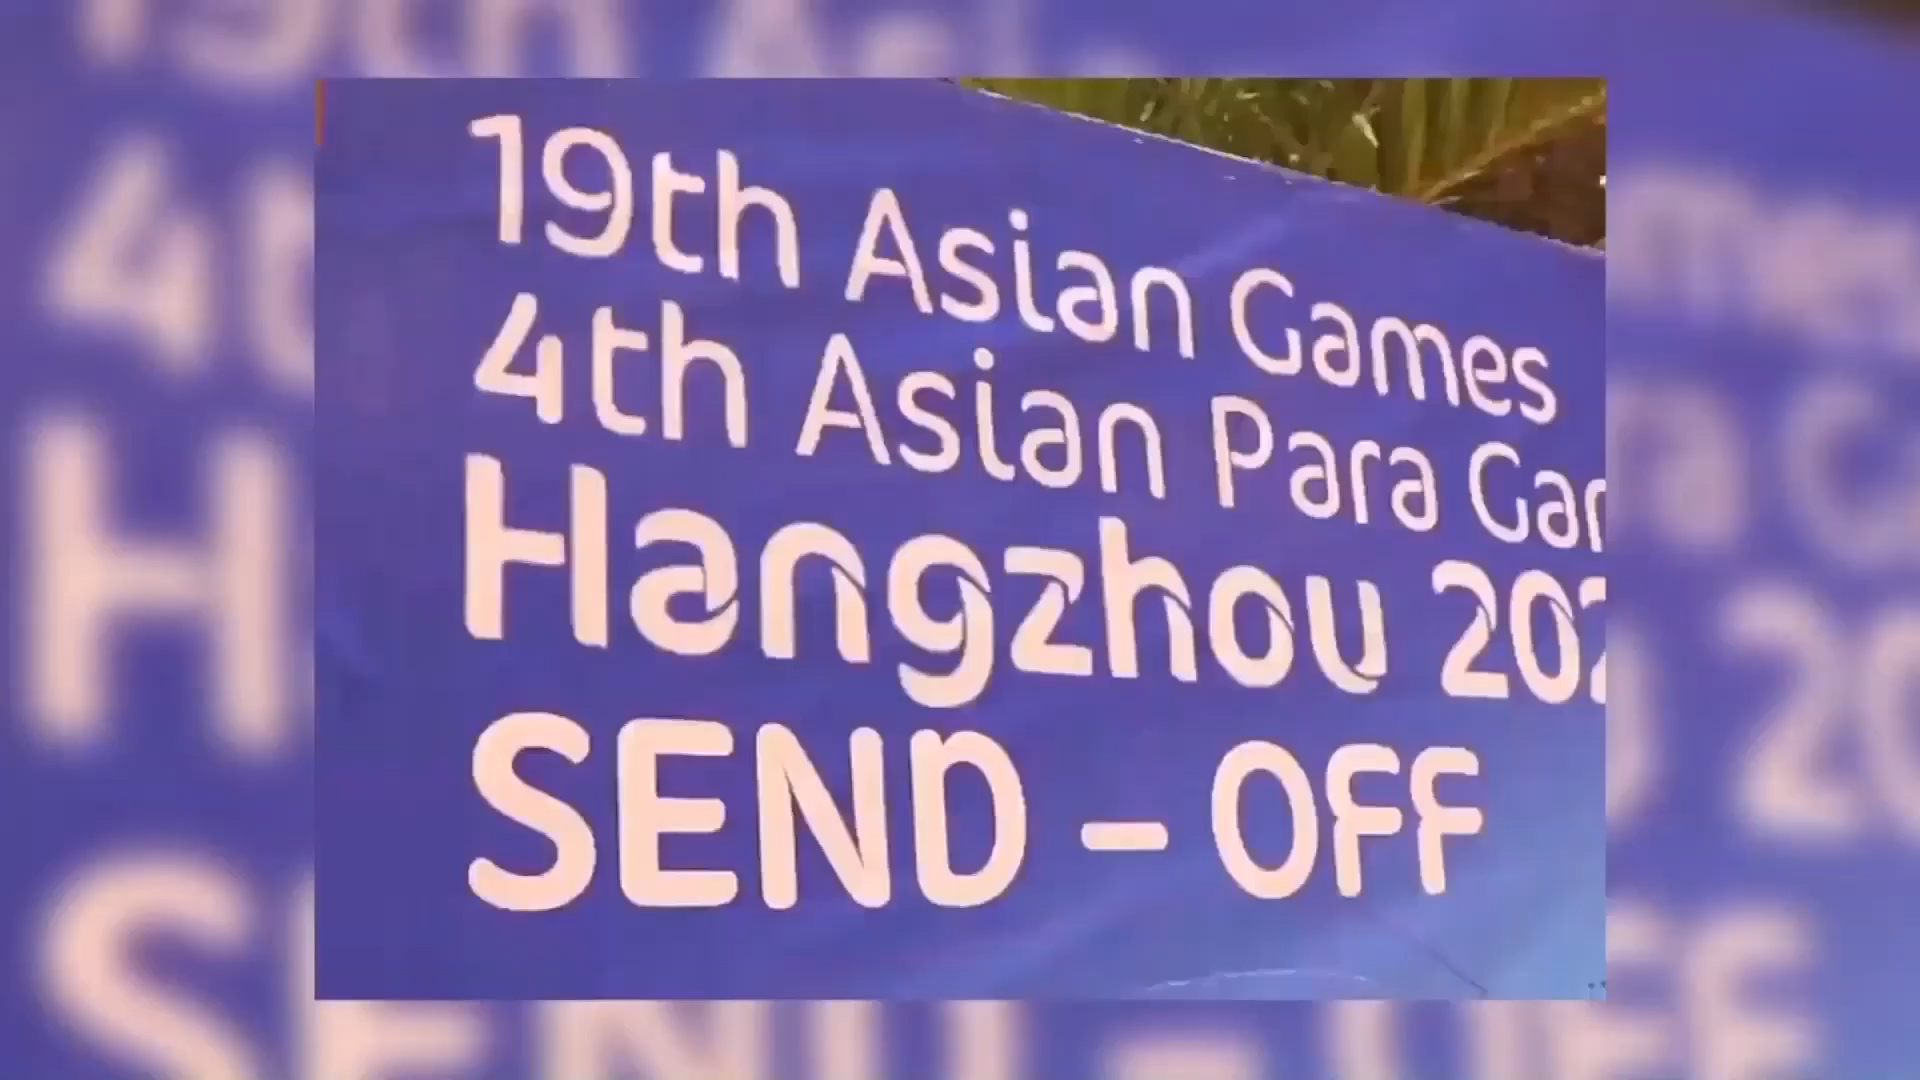 19th Asian Games
4th Asian Para
Hangzhou
SEND - OFF